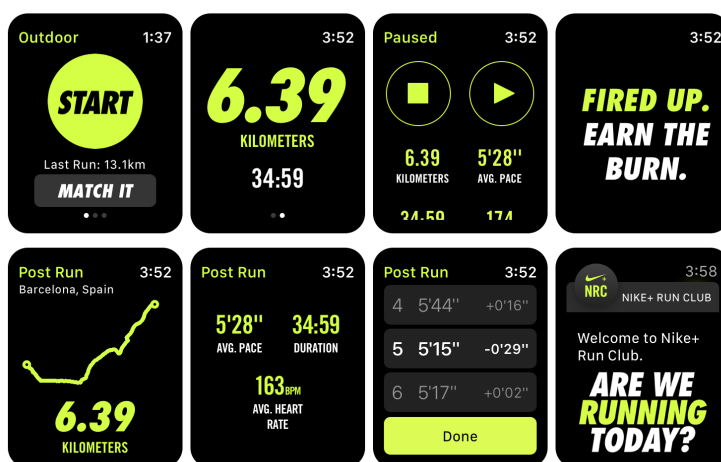 Outdoor 1:37
START
Last Run: 13.1km
MATCH IT
3:52
6.39
KILOMETERS
34:59
Paused 3:52
6.39 5'28''
KILOMETERS AVG. PACE
34:59 174
3:52
FIRED UP.
EARN THE
BURN.
Post Run 3:52
Barcelona, Spain
6.39
KILOMETERS
Post Run 3:52
5'28'' 34:59
AVG. PACE DURATION
163BPM
AVG. HEART
RATE
Post Run 3:52
4 5'44'' +0'16''
5 5'15'' -0'29''
6 5'17'' +0'02''
Done
3:58
NRC NIKE+ RUN CLUB
Welcome to Nike+
Run Club.
ARE WE
RUNNING
TODAY?